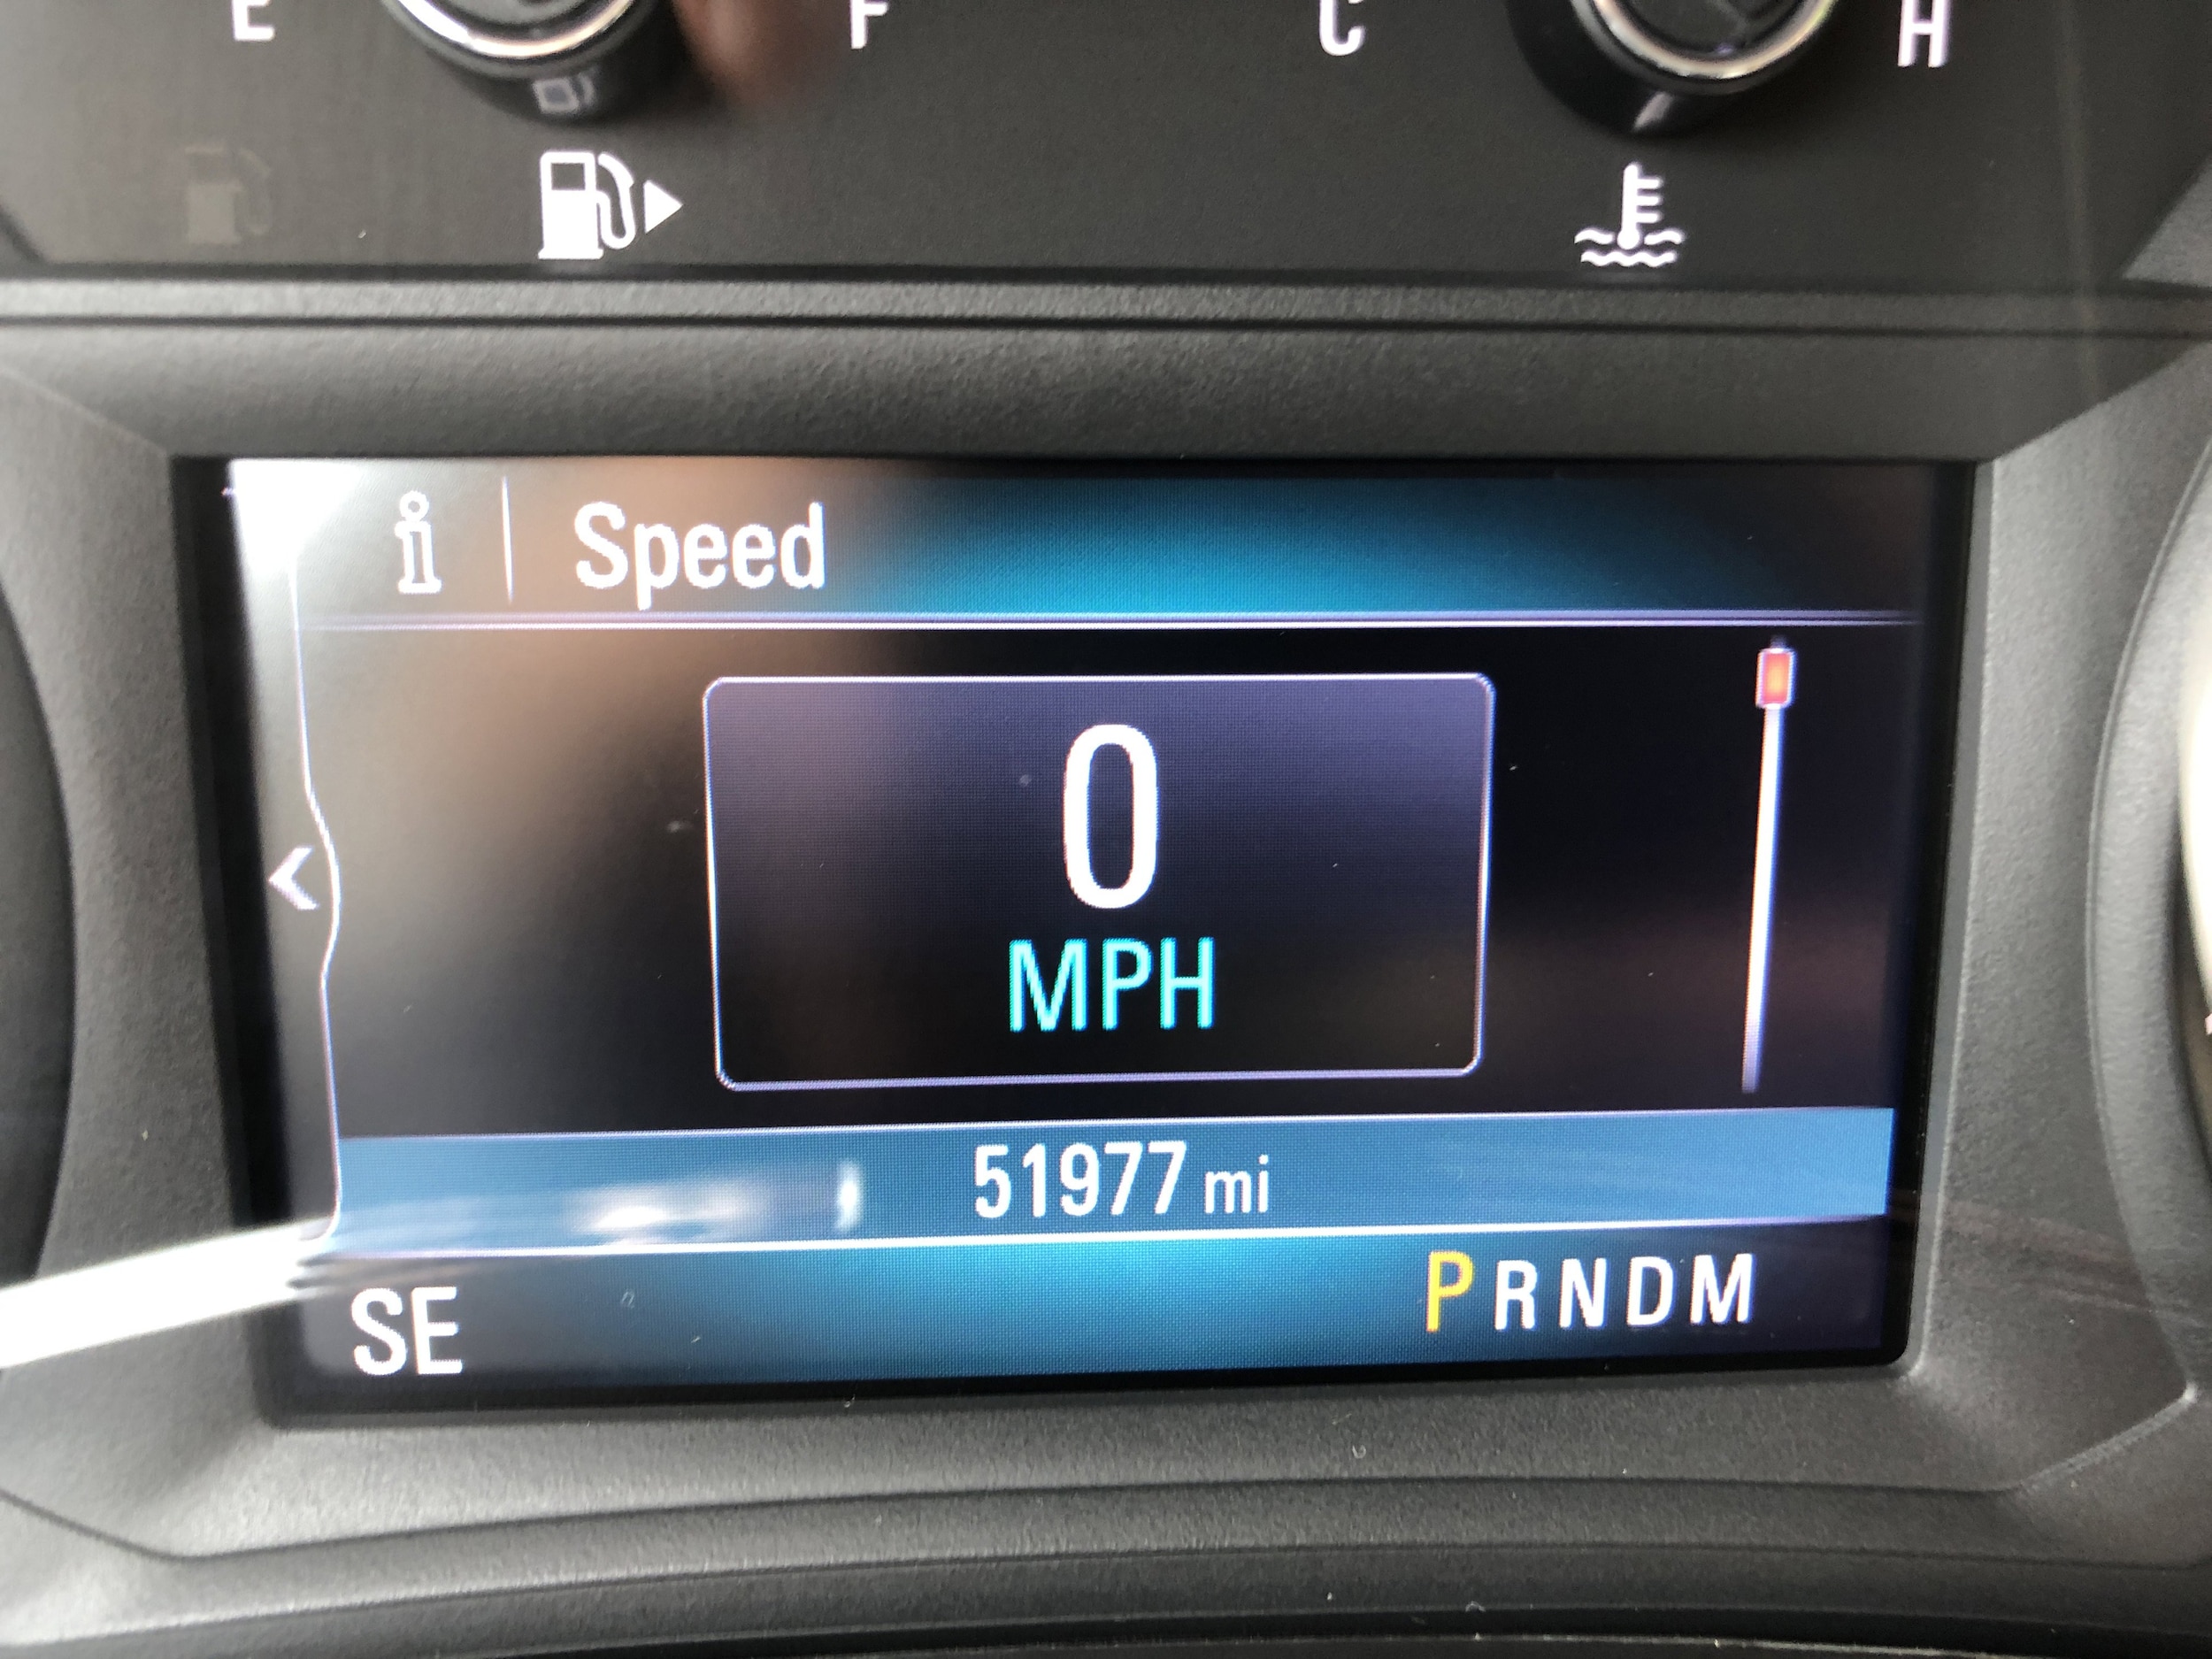 E F C H
i Speed
0
MPH
51977 mi
SE PRNDM